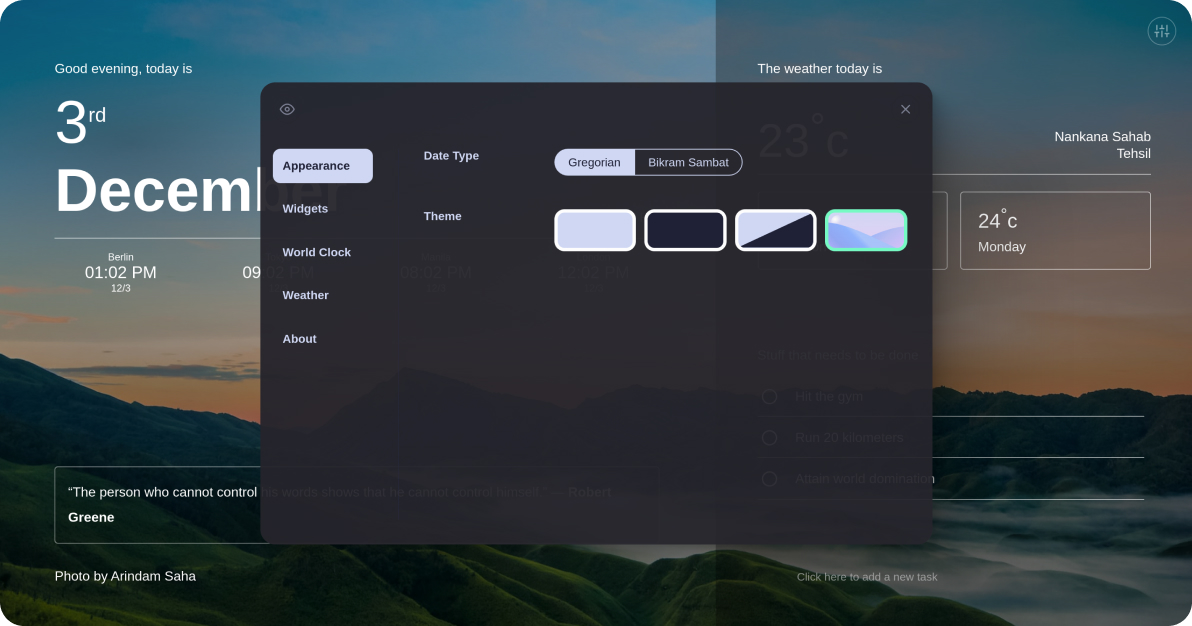 Good evening, today is
3rd
December
Berlin
01:02 PM
12/3
09:02 PM
08:02 PM
12:02 PM
“The person who cannot control his words shows that he cannot control himself.” — Robert
Greene
Photo by Arindam Saha
The weather today is
23°c
Nankana Sahab
Tehsil
24°c
Monday
Stuff that needs to be done
Hit the gym
Run 20 kilometers
Attain world domination
Click here to add a new task
Appearance
Widgets
World Clock
Weather
About
Date Type
Gregorian
Bikram Sambat
Theme